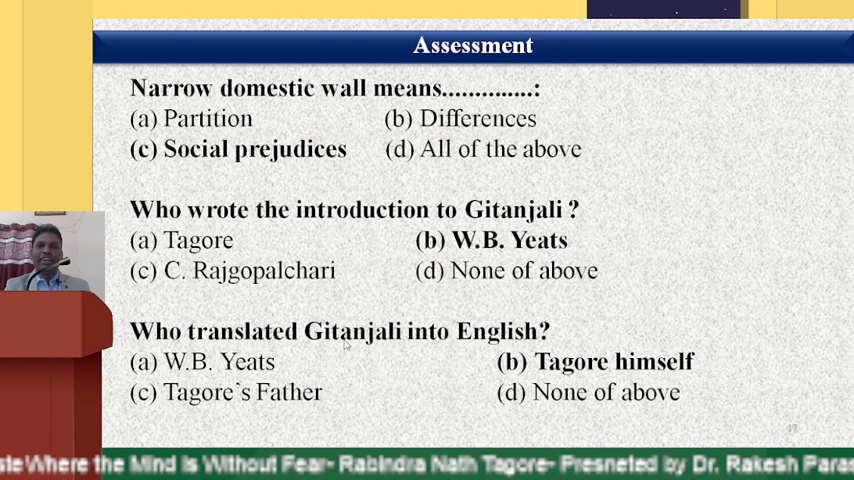 Assessment
Narrow domestic wall means..............:
(a) Partition (b) Differences
(c) Social prejudices (d) All of the above
Who wrote the introduction to Gitanjali ?
(a) Tagore (b) W.B. Yeats
(c) C. Rajgopalchari (d) None of above
Who translated Gitanjali into English?
(a) W.B. Yeats (b) Tagore himself
(c) Tagore`s Father (d) None of above
Where the Mind is Without Fear- Rabindra Nath Tagore- Presneted by Dr. Rakesh Paras